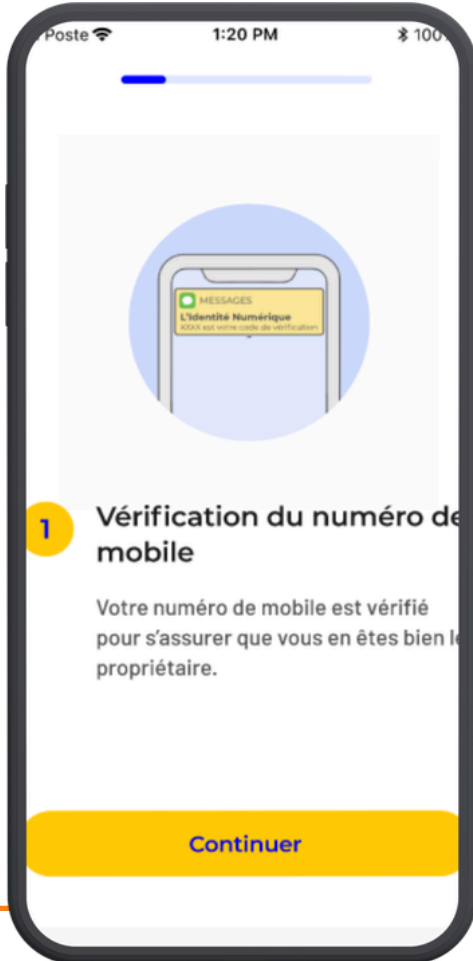 Poste
1:20 PM
100
MESSAGES
L'Identité Numérique
XXXX est votre code de vérification
1
Vérification du numéro de
mobile
Votre numéro de mobile est vérifié
pour s'assurer que vous en êtes bien le
propriétaire.
Continuer